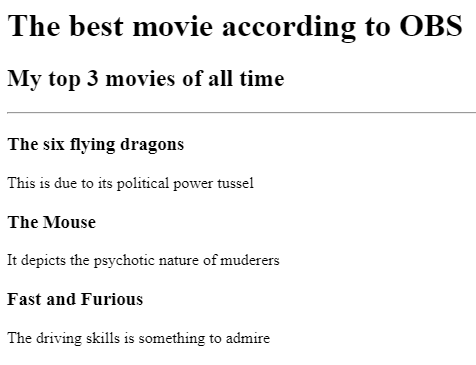 The best movie according to OBS
My top 3 movies of all time
The six flying dragons
This is due to its political power tussel
The Mouse
It depicts the psychotic nature of muderers
Fast and Furious
The driving skills is something to admire